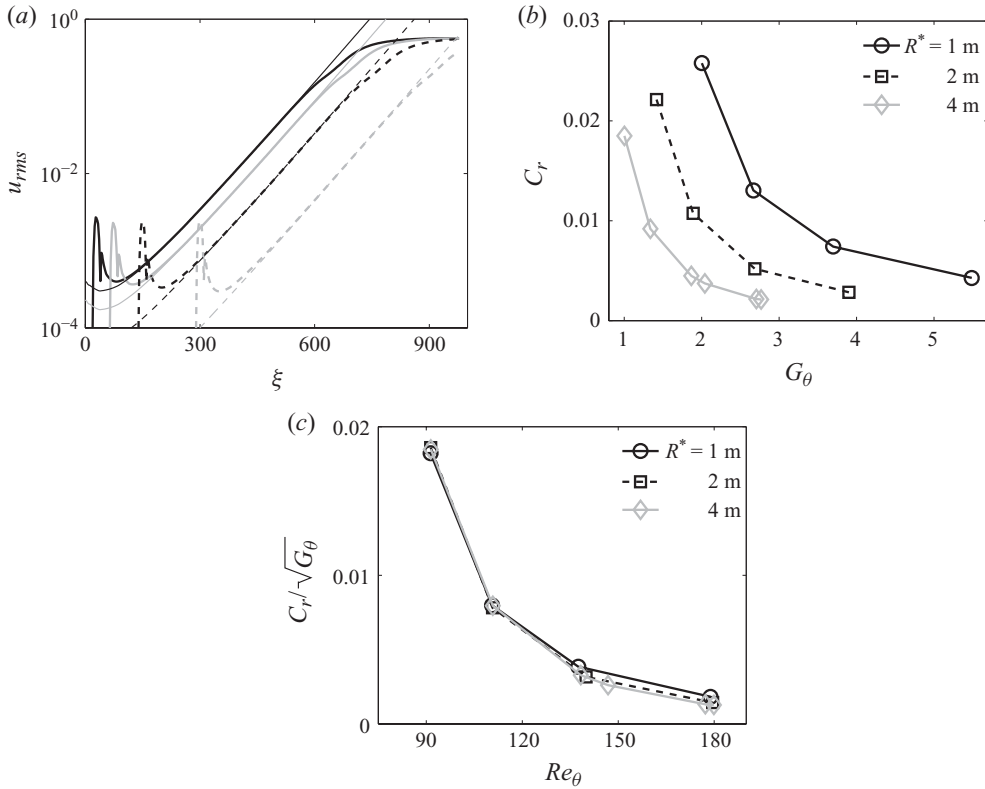 (a)
10^0
10^{-2}
10^{-4}
u_{rms}
0 300 600 900
ξ
(b)
0.03
0.02
0.01
0
C_r
R^* = 1 m
2 m
4 m
1 2 3 4 5
G_θ
(c)
0.02
0.01
0
C_r/√G_θ
R^* = 1 m
2 m
4 m
90 120 150 180
Re_θ